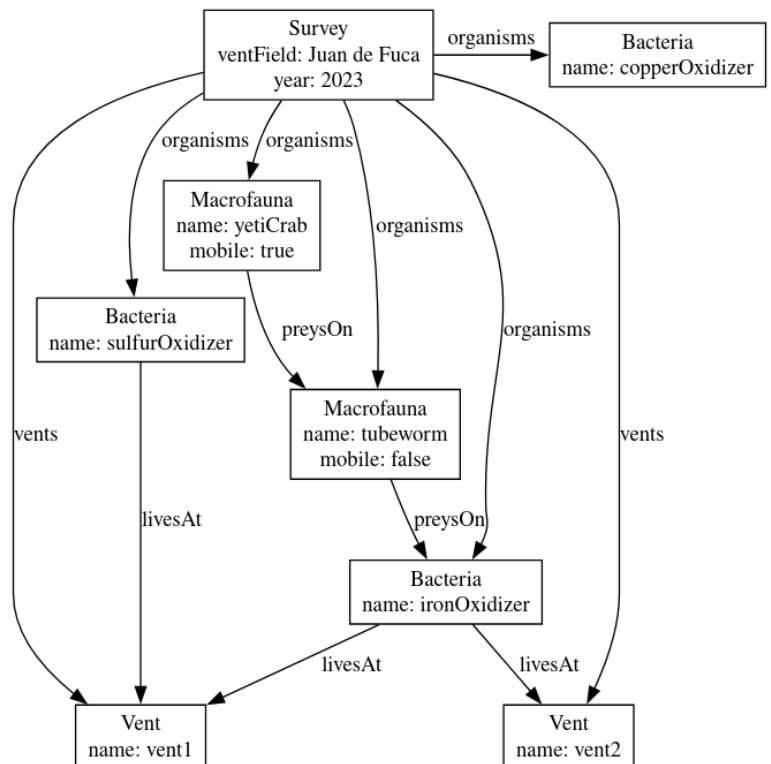 Survey
ventField: Juan de Fuca
year: 2023
organisms
Bacteria
name: copperOxidizer
organisms
organisms
Macrofauna
name: yetiCrab
mobile: true
organisms
Bacteria
name: sulfurOxidizer
preysOn
organisms
Macrofauna
name: tubeworm
mobile: false
vents
vents
livesAt
preysOn
Bacteria
name: ironOxidizer
livesAt
livesAt
Vent
name: vent1
Vent
name: vent2